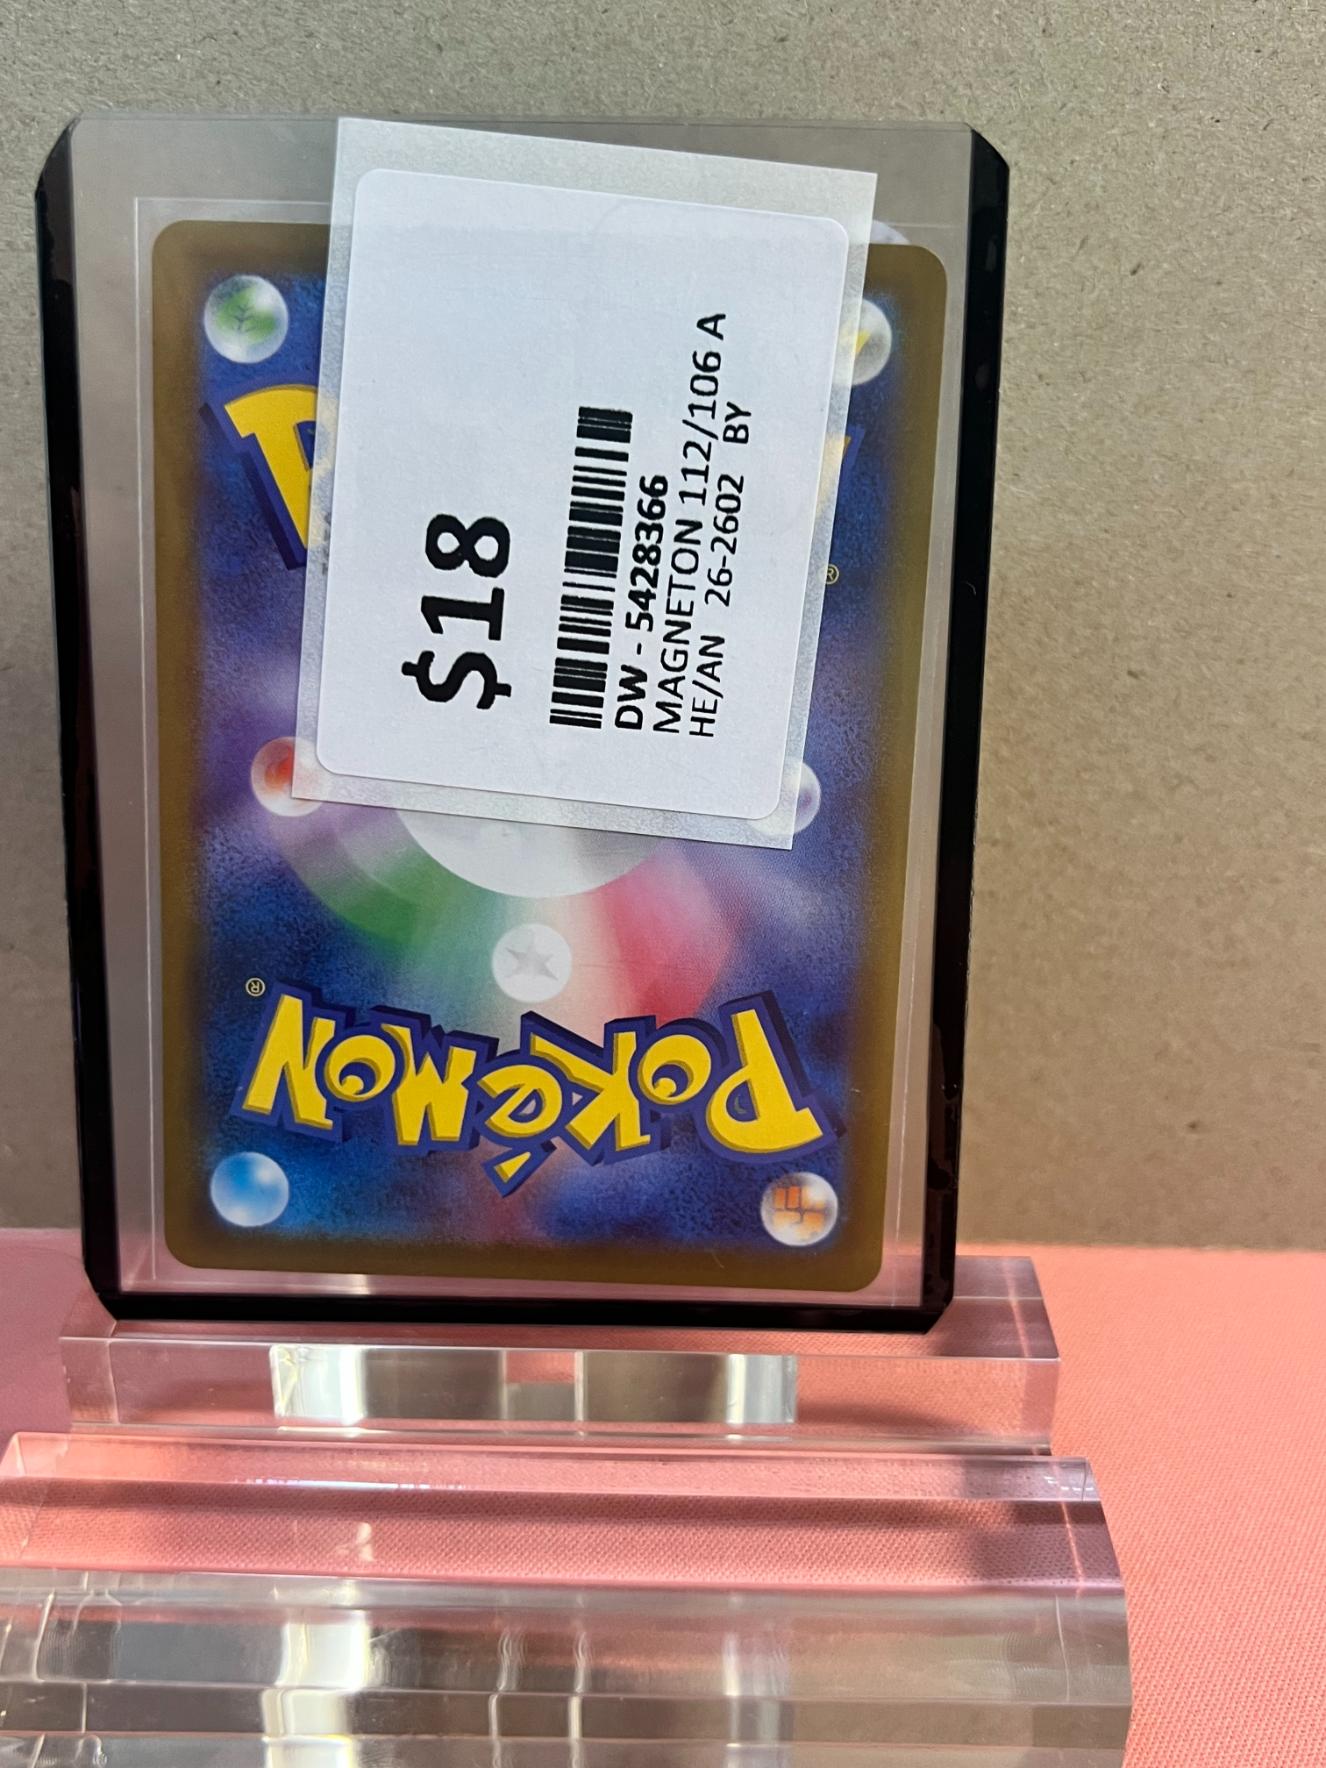 $18
DW - 5428366
MAGNETON 112/106 A
HE/AN 26-2602 BY
®
®
POKéMON